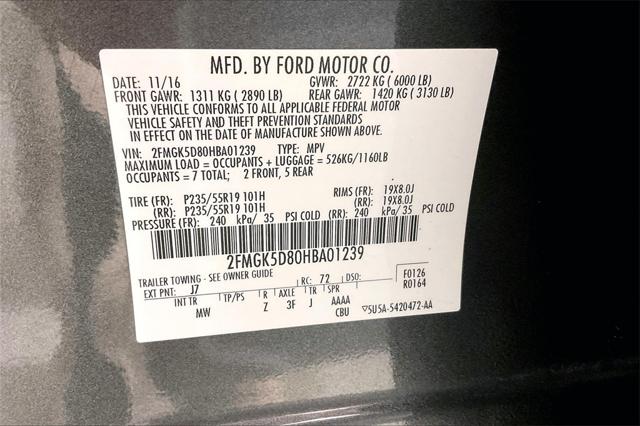 MFD. BY FORD MOTOR CO.
DATE: 11/16 GVWR: 2722 KG ( 6000 LB)
FRONT GAWR: 1311 KG ( 2890 LB) REAR GAWR: 1420 KG ( 3130 LB)
THIS VEHICLE CONFORMS TO ALL APPLICABLE FEDERAL MOTOR
VEHICLE SAFETY AND THEFT PREVENTION STANDARDS
IN EFFECT ON THE DATE OF MANUFACTURE SHOWN ABOVE.
VIN: 2FMGK5D80HBA01239 TYPE: MPV
MAXIMUM LOAD = OCCUPANTS + LUGGAGE = 526KG/1160LB
OCCUPANTS = 7 TOTAL; 2 FRONT, 5 REAR
TIRE (FR): P235/55R19 101H RIMS (FR): 19X8.0J
(RR): P235/55R19 101H (RR): 19X8.0J
PRESSURE (FR): 240 kPa/ 35 PSI COLD (RR): 240 kPa/ 35 PSI COLD
2FMGK5D80HBA01239
TRAILER TOWING - SEE OWNER GUIDE
EXT PNT: J7 RC: 72 DSO: F0126
R0164
INT TR TP/PS R AXLE TR SPR
MW Z 3F J AAAA
CBU ▽5U5A-5420472-AA